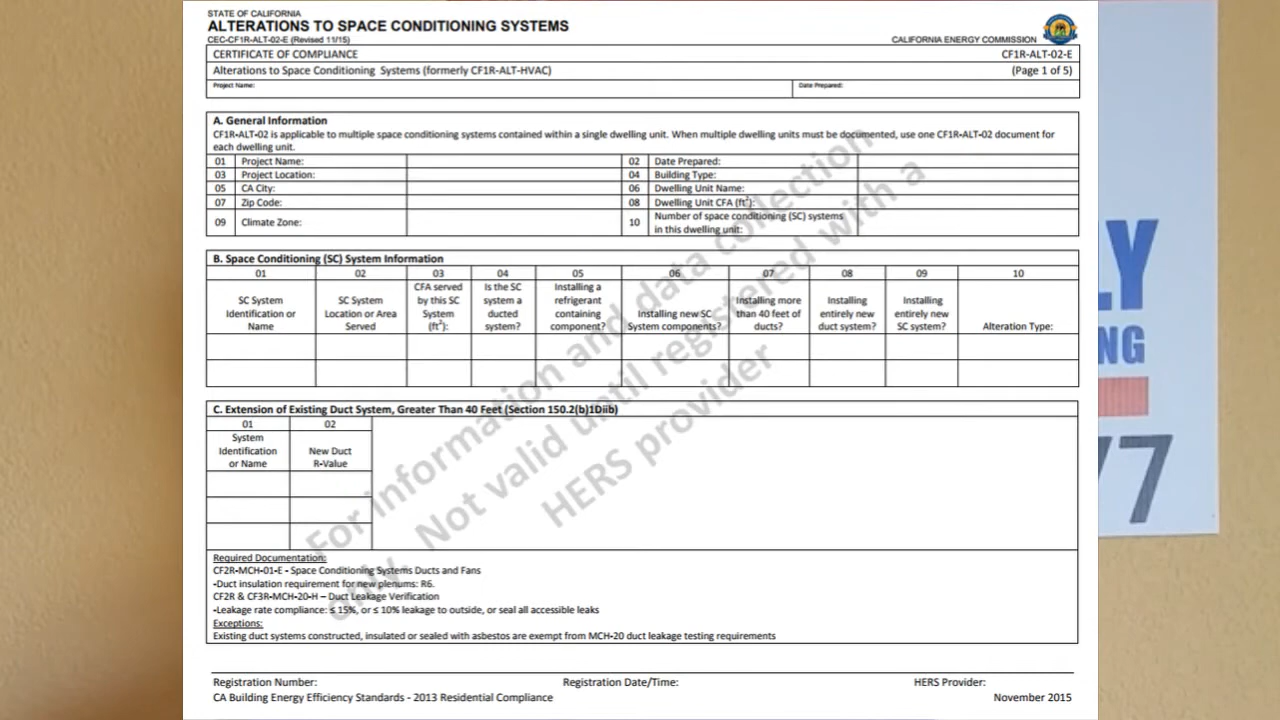 STATE OF CALIFORNIA
ALTERATIONS TO SPACE CONDITIONING SYSTEMS
CEC-CF1R-ALT-02-E (Revised 11/15)
CALIFORNIA ENERGY COMMISSION
CERTIFICATE OF COMPLIANCE
CF1R-ALT-02-E
Alterations to Space Conditioning Systems (formerly CF1R-ALT-HVAC)
(Page 1 of 5)
Project Name:
Date Prepared:
A. General Information
CF1R-ALT-02 is applicable to multiple space conditioning systems contained within a single dwelling unit. When multiple dwelling units must be documented, use one CF1R-ALT-02 document for
each dwelling unit.
01 Project Name: 02 Date Prepared:
03 Project Location: 04 Building Type:
05 CA City: 06 Dwelling Unit Name:
07 Zip Code: 08 Dwelling Unit CFA (ft²):
09 Climate Zone: 10 Number of space conditioning (SC) systems
in this dwelling unit:
B. Space Conditioning (SC) System Information
01 02 03 04 05 06 07 08 09 10
SC System
Identification or
Name
SC System
Location or Area
Served
CFA served
by this SC
System
(ft²):
Is the SC
system a
ducted
system?
Installing a
refrigerant
containing
component?
Installing new SC
System components?
Installing more
than 40 feet of
ducts?
Installing
entirely new
duct system?
Installing
entirely new
SC system?
Alteration Type:
C. Extension of Existing Duct System, Greater Than 40 Feet (Section 150.2(b)1Diib)
01 02
System
Identification
or Name
New Duct
R-Value
Required Documentation:
CF2R-MCH-01-E - Space Conditioning Systems Ducts and Fans
-Duct insulation requirement for new plenums: R6.
CF2R & CF3R-MCH-20-H – Duct Leakage Verification
-Leakage rate compliance: ≤ 15%, or ≤ 10% leakage to outside, or seal all accessible leaks
Exceptions:
Existing duct systems constructed, insulated or sealed with asbestos are exempt from MCH-20 duct leakage testing requirements
For information and data collection
only. Not valid until registered with a
HERS provider
Registration Number:
Registration Date/Time:
HERS Provider:
CA Building Energy Efficiency Standards - 2013 Residential Compliance
November 2015
LY
NG
77